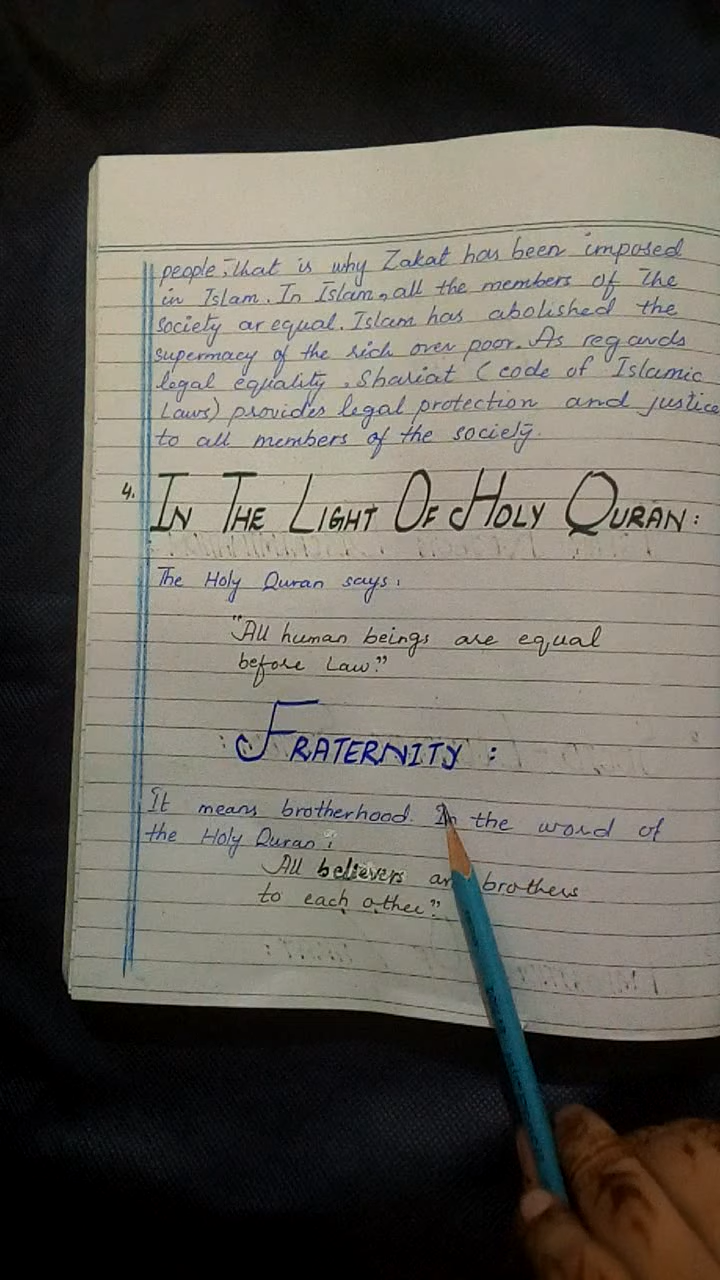 people. That is why Zakat has been imposed
in Islam. In Islam, all the members of The
society ar equal. Islam has abolished the
supermacy of the rich over poor. As regards
legal equality, Shariat (code of Islamic
Laws) provides legal protection and justice
to all members of the society.
4. IN THE LIGHT OF HOLY QURAN:
The Holy Quran says:
"All human beings are equal
before Law."
: FRATERNITY :
It means brotherhood. In the word of
the Holy Quran:
All believers are brothers
to each other"